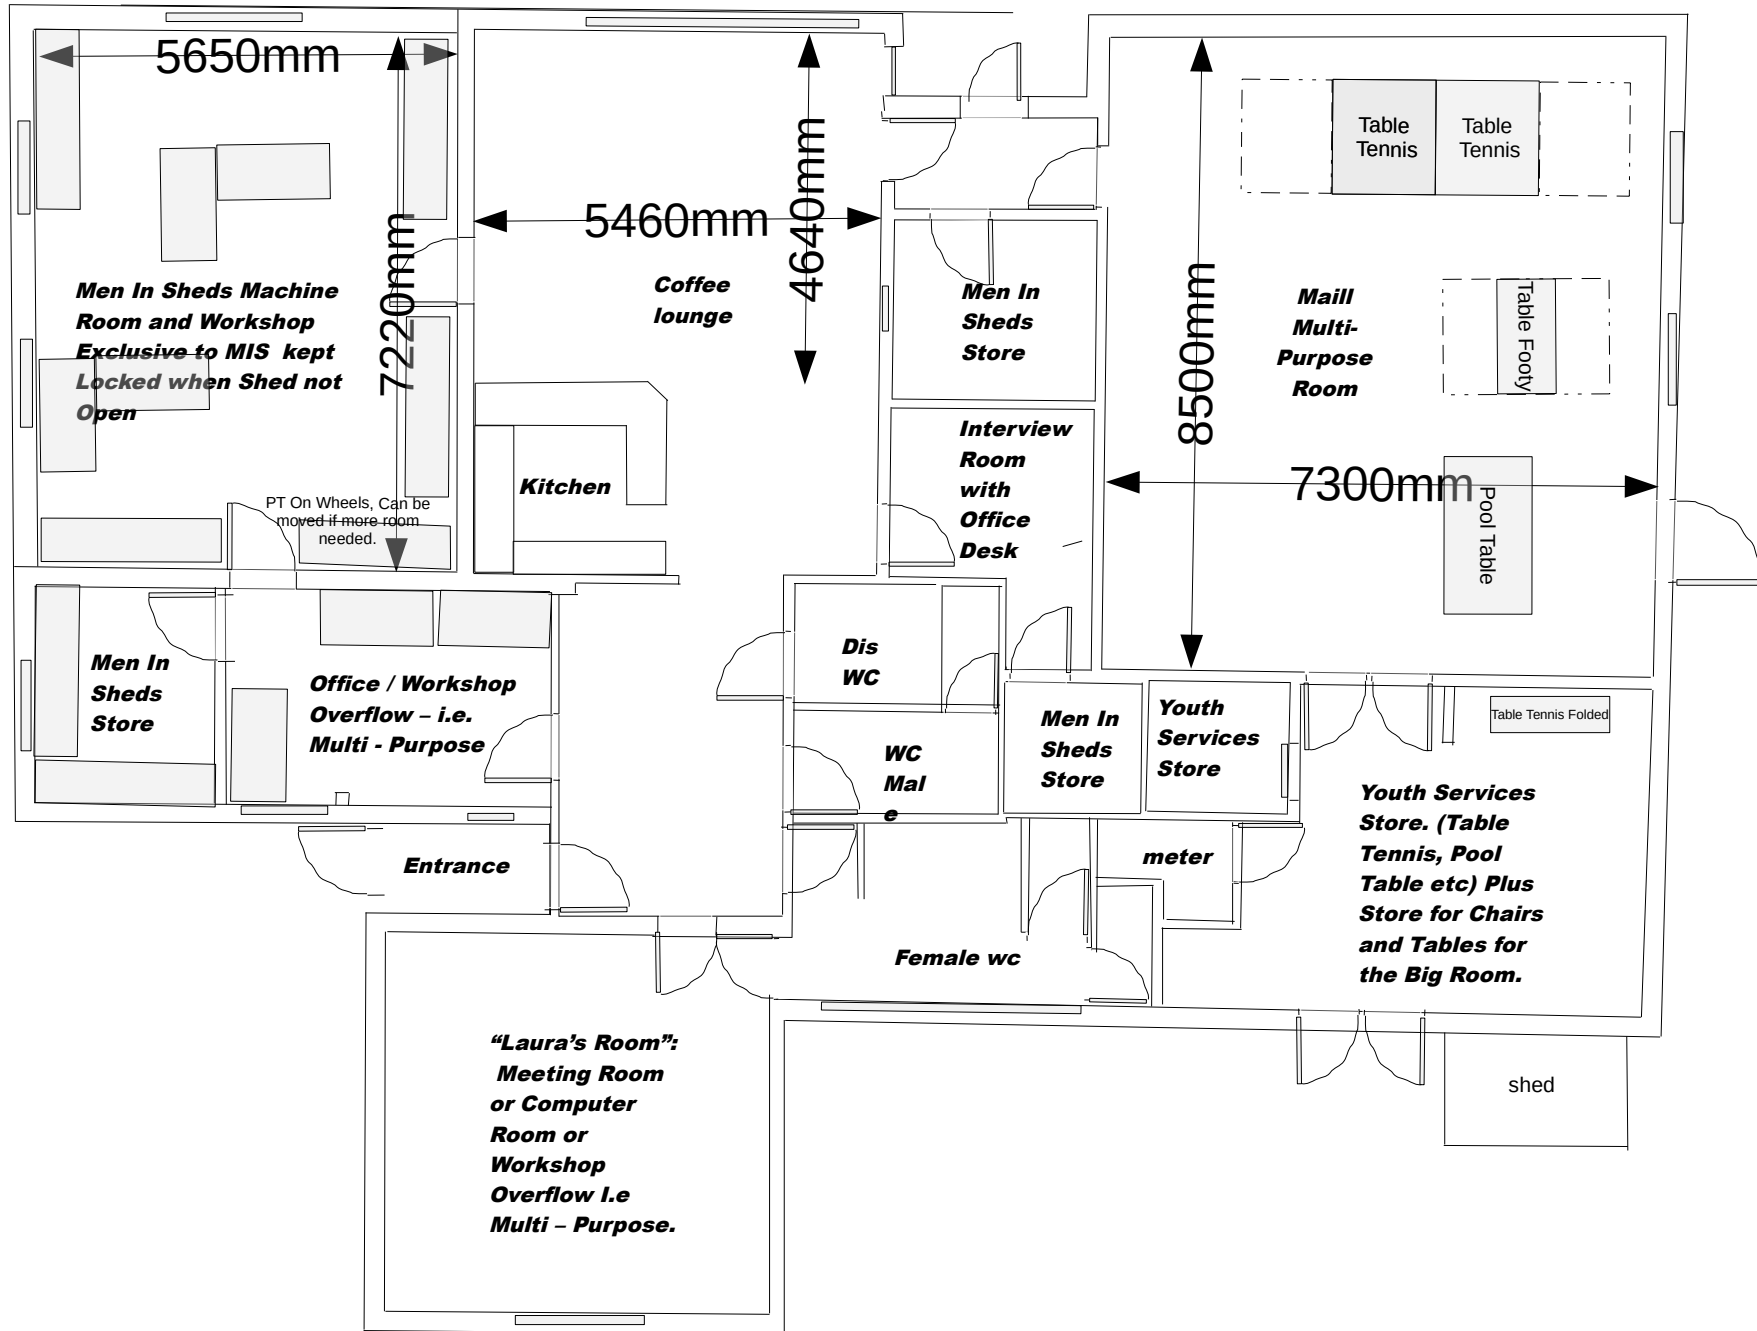 5650mm
7220mm
Men In Sheds Machine
Room and Workshop
Exclusive to MIS kept
Locked when Shed not
Open
PT On Wheels, Can be
moved if more room
needed.
5460mm
4640mm
Coffee
lounge
Kitchen
Men In
Sheds
Store
Interview
Room
with
Office
Desk
8500mm
7300mm
Maill
Multi-
Purpose
Room
Table
Tennis
Table
Tennis
Table Footy
Pool Table
Men In
Sheds
Store
Office / Workshop
Overflow – i.e.
Multi - Purpose
Dis
WC
WC
Mal
e
Men In
Sheds
Store
Youth
Services
Store
Table Tennis Folded
Youth Services
Store. (Table
Tennis, Pool
Table etc) Plus
Store for Chairs
and Tables for
the Big Room.
Entrance
meter
Female wc
“Laura’s Room”:
Meeting Room
or Computer
Room or
Workshop
Overflow I.e
Multi – Purpose.
shed